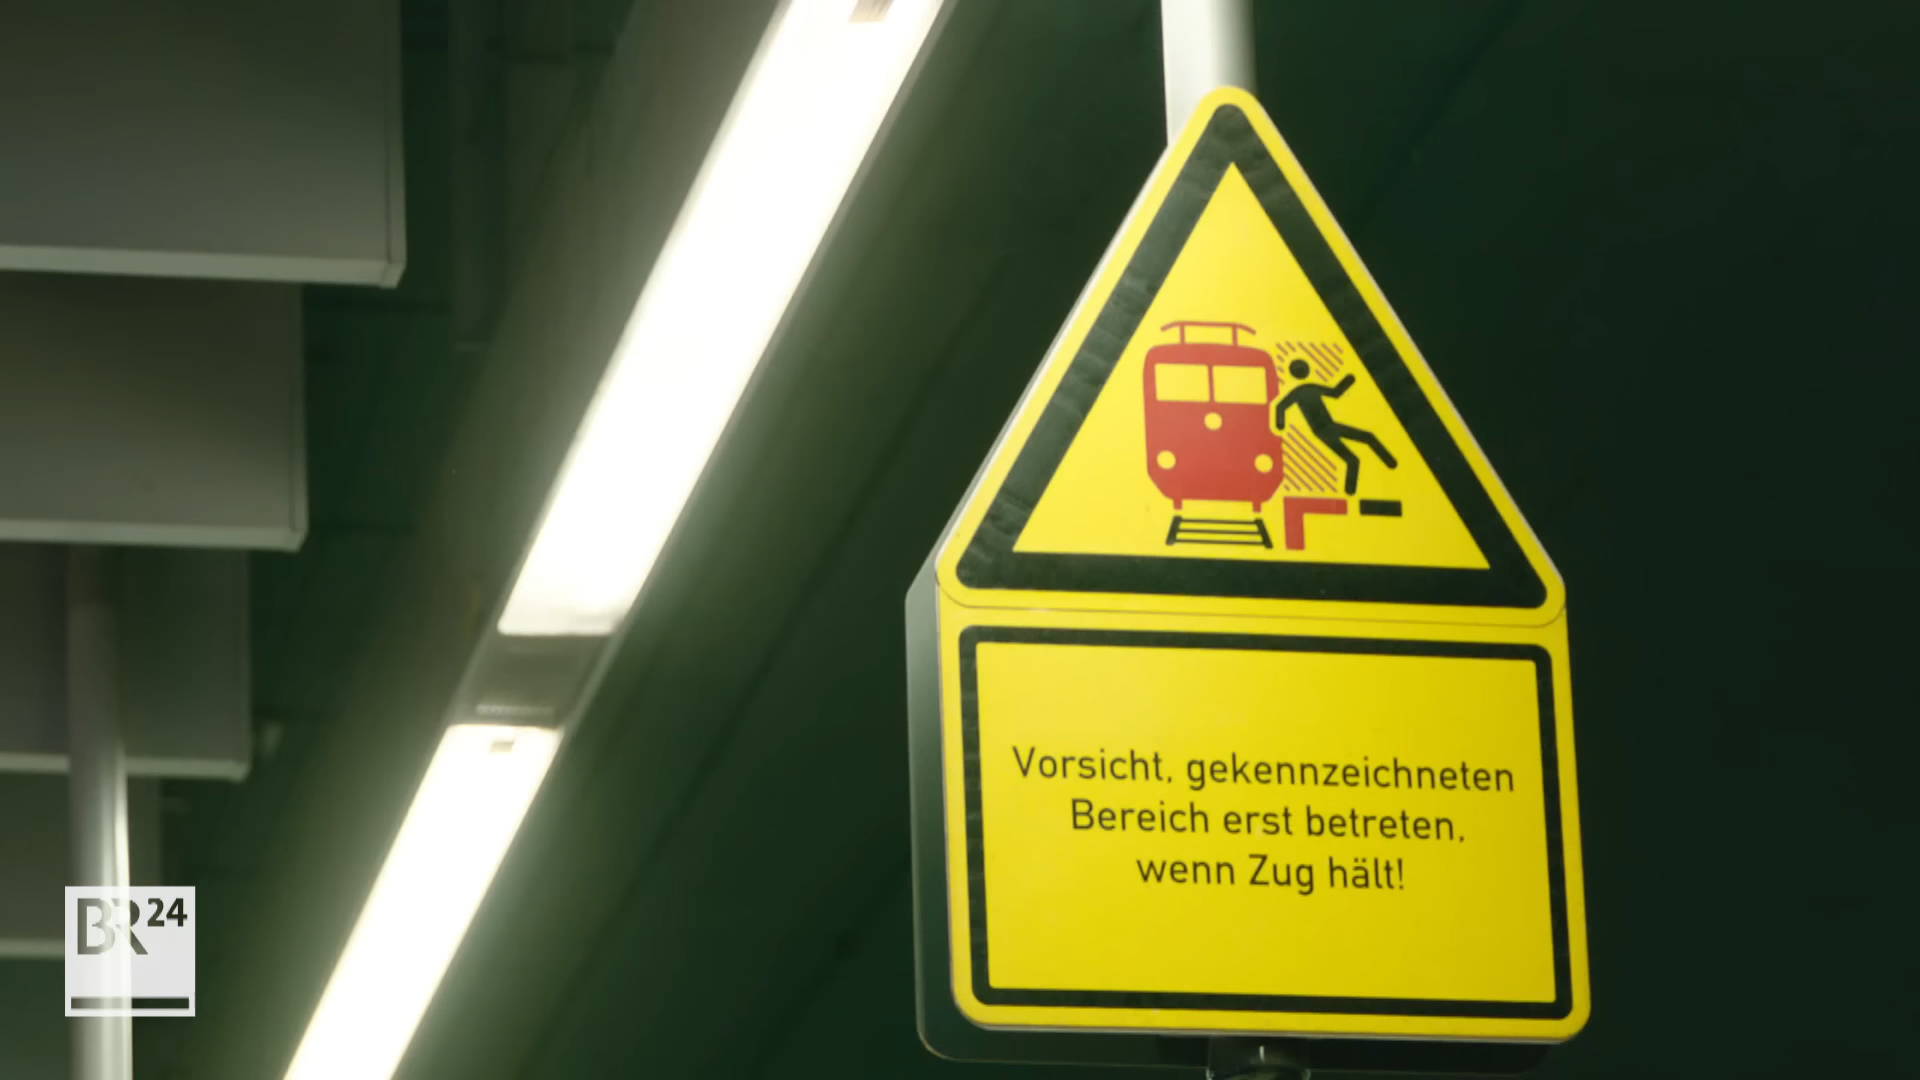 Vorsicht, gekennzeichneten
Bereich erst betreten,
wenn Zug hält!
BR24